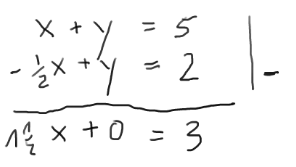 x + y = 5 | -
- ½x + y = 2
1½ x + 0 = 3